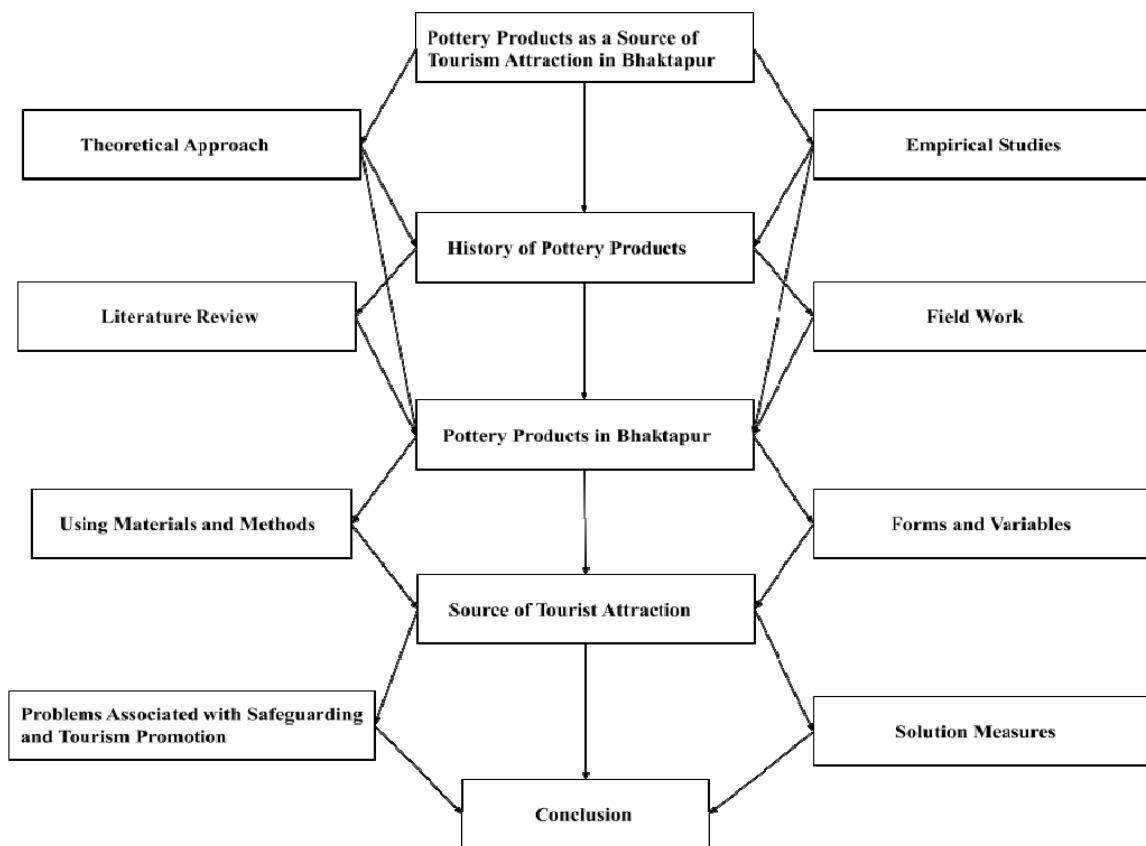 Pottery Products as a Source of
Tourism Attraction in Bhaktapur
Theoretical Approach
Empirical Studies
History of Pottery Products
Literature Review
Field Work
Pottery Products in Bhaktapur
Using Materials and Methods
Forms and Variables
Source of Tourist Attraction
Problems Associated with Safeguarding
and Tourism Promotion
Solution Measures
Conclusion